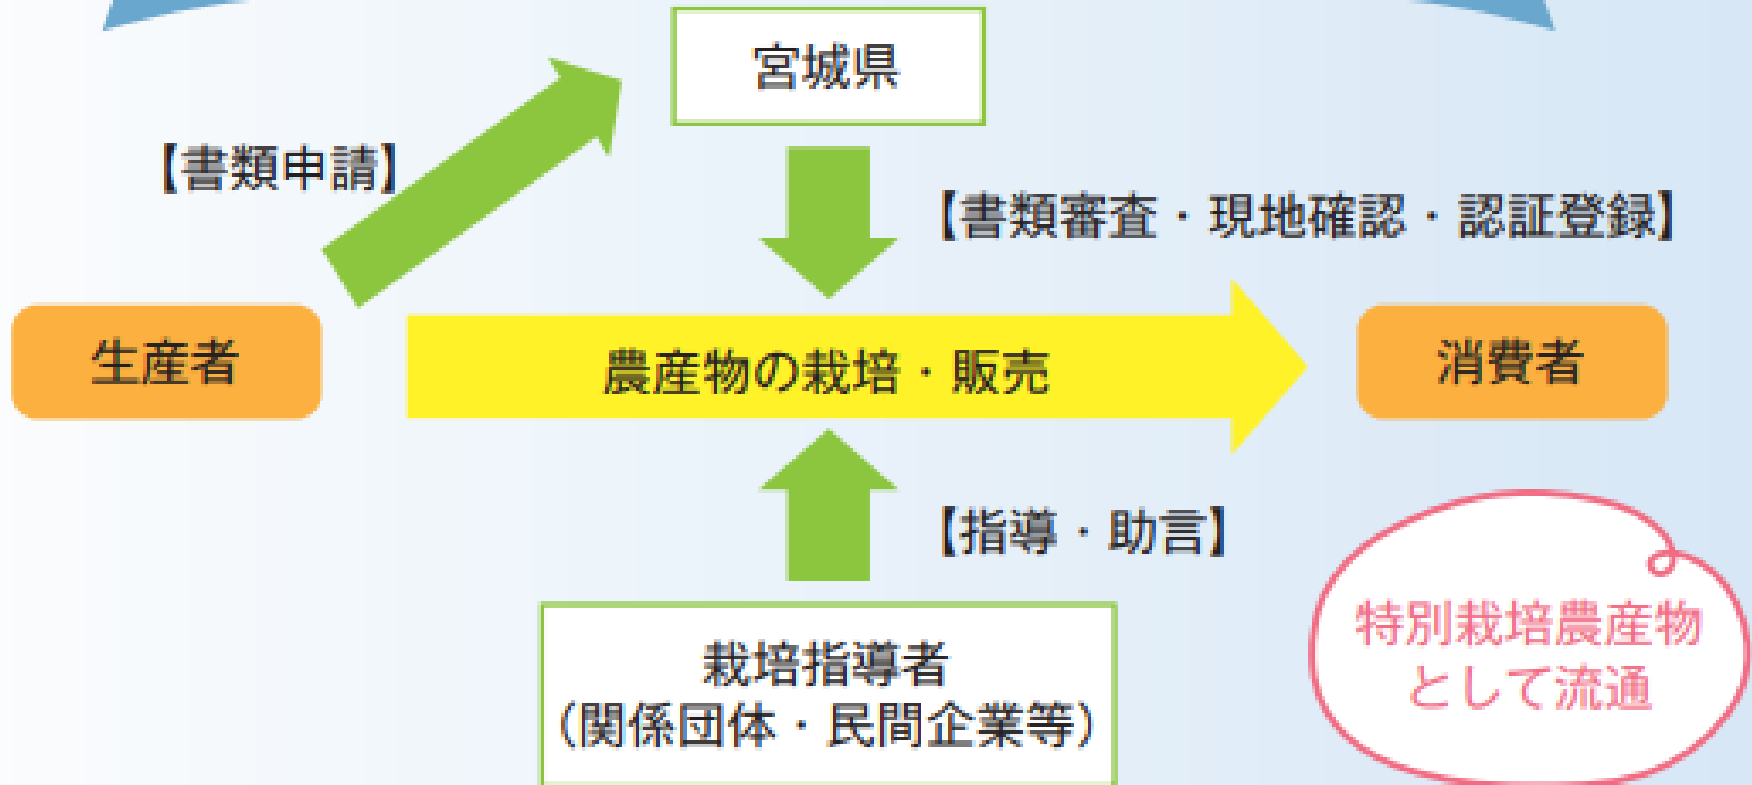 宮城県
【書類申請】
【書類審査・現地確認・認証登録】
生産者
農産物の栽培・販売
消費者
【指導・助言】
栽培指導者
（関係団体・民間企業等）
特別栽培農産物
として流通